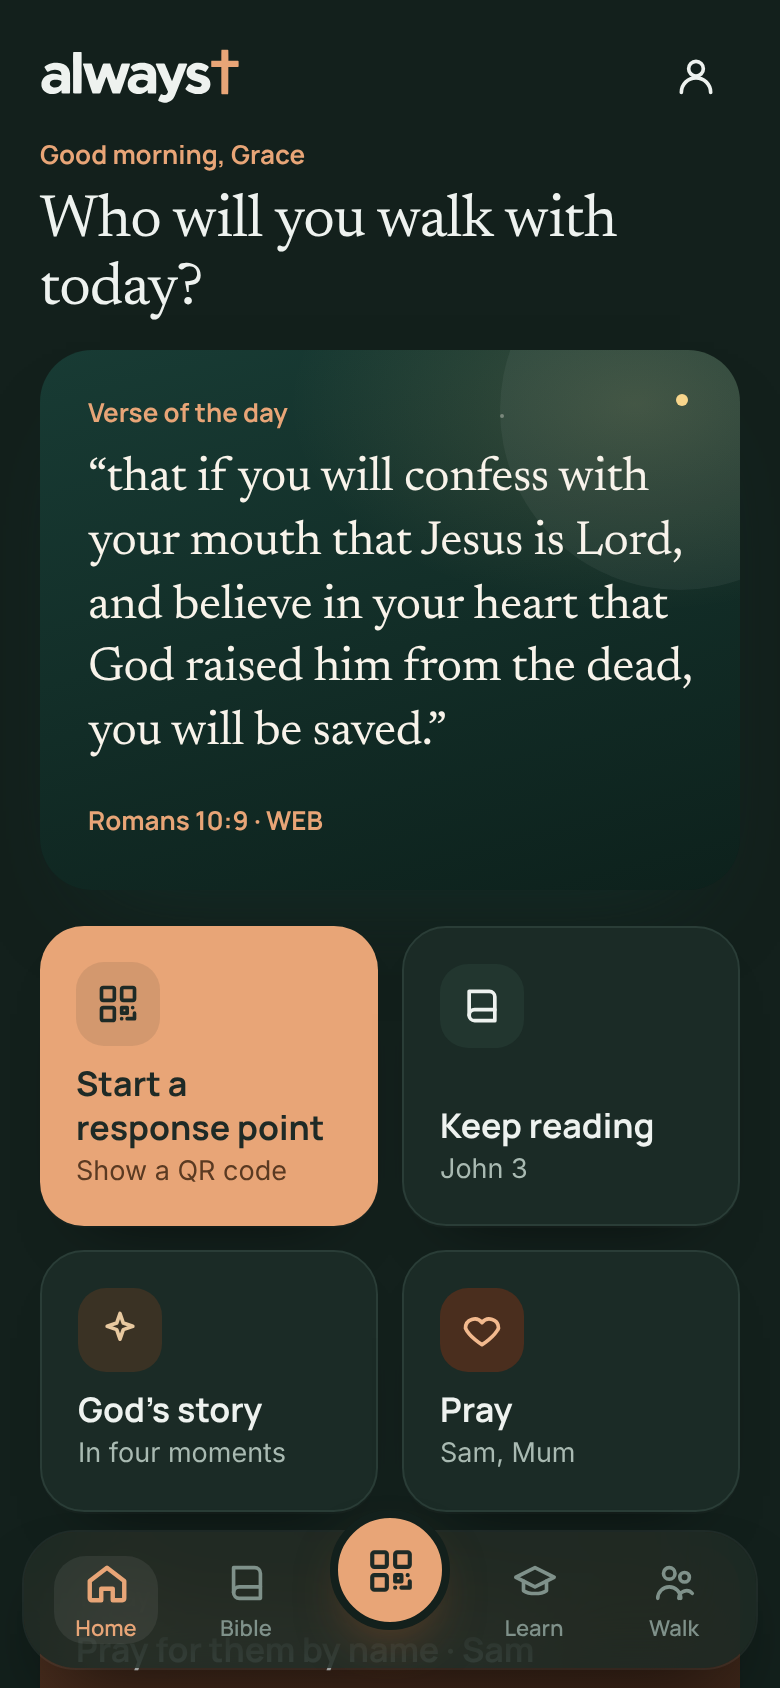 always†
Good morning, Grace
Who will you walk with
today?
Verse of the day
“that if you will confess with
your mouth that Jesus is Lord,
and believe in your heart that
God raised him from the dead,
you will be saved.”
Romans 10:9 · WEB
Start a
response point
Show a QR code
Keep reading
John 3
God’s story
In four moments
Pray
Sam, Mum
Home
Bible
Learn
Walk
Pray for them by name · Sam